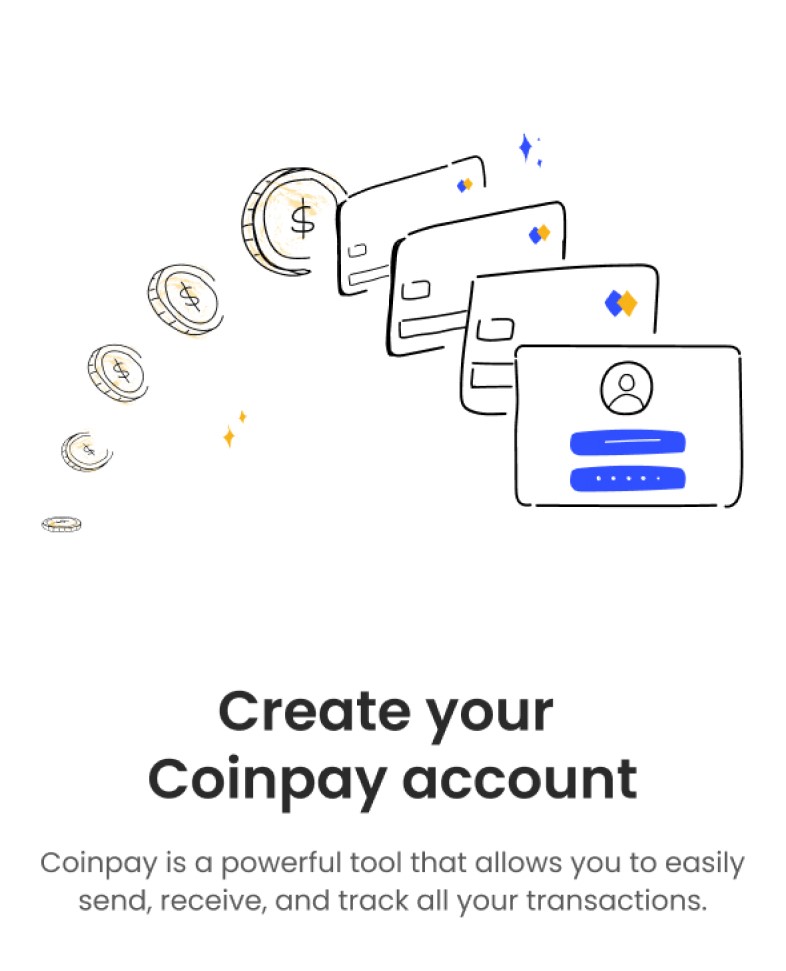 $
$
$
$
Create your
Coinpay account
Coinpay is a powerful tool that allows you to easily
send, receive, and track all your transactions.